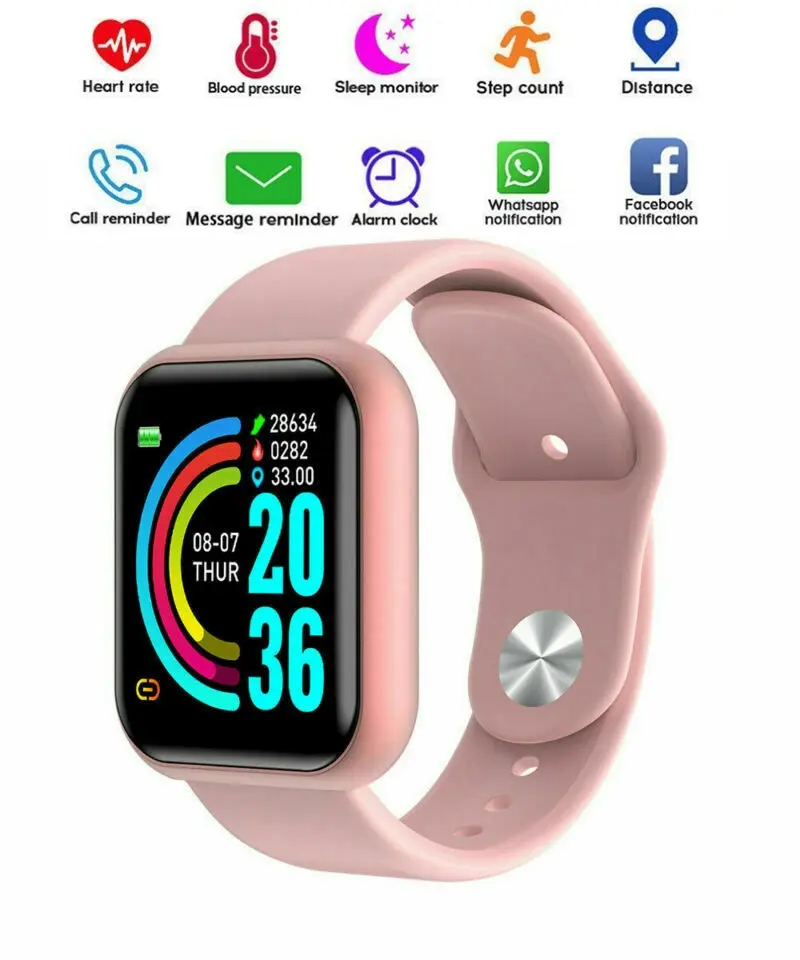 Heart rate
Blood pressure
Sleep monitor
Step count
Distance
Call reminder
Message reminder
Alarm clock
Whatsapp
notification
Facebook
notification
28634
0282
33.00
08-07
THUR
20
36